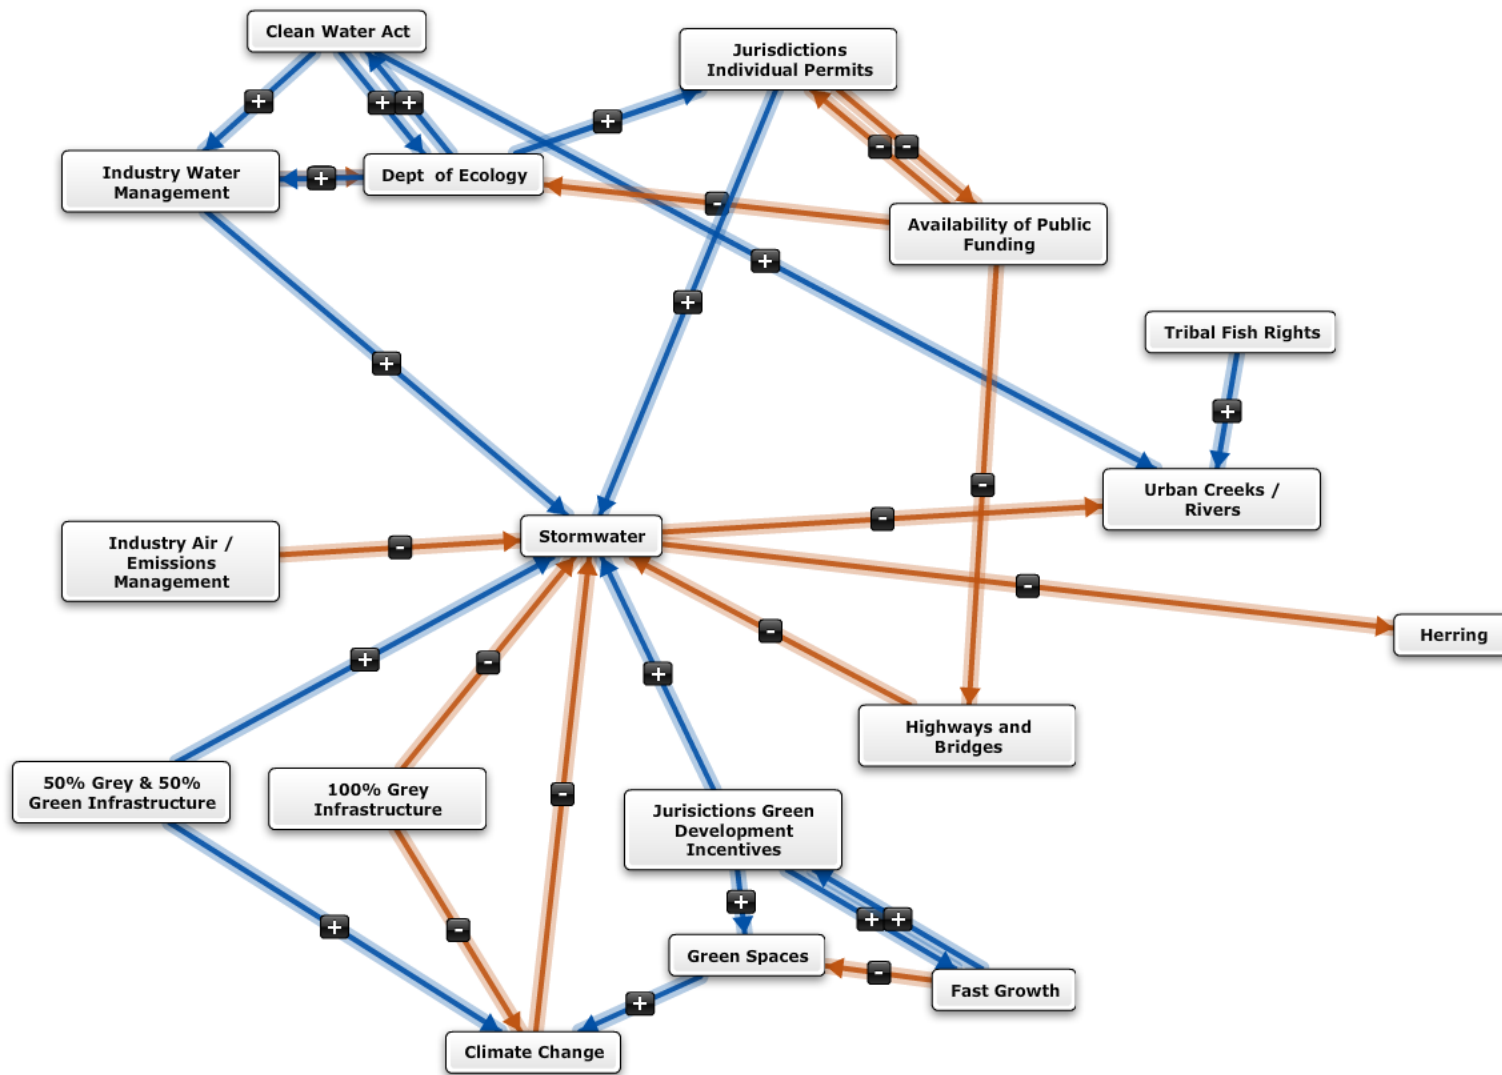 Clean Water Act
Jurisdictions
Individual Permits
+
+ +
+
- -
Industry Water
Management
+
Dept  of Ecology
-
Availability of Public
Funding
+
+
Tribal Fish Rights
+
+
-
Urban Creeks /
Rivers
-
Stormwater
Industry Air /
Emissions
Management
-
-
Herring
-
+
-
+
Highways and
Bridges
50% Grey & 50%
Green Infrastructure
100% Grey
Infrastructure
-
Jurisictions Green
Development
Incentives
+
+ +
+
-
Green Spaces
-
Fast Growth
+
Climate Change